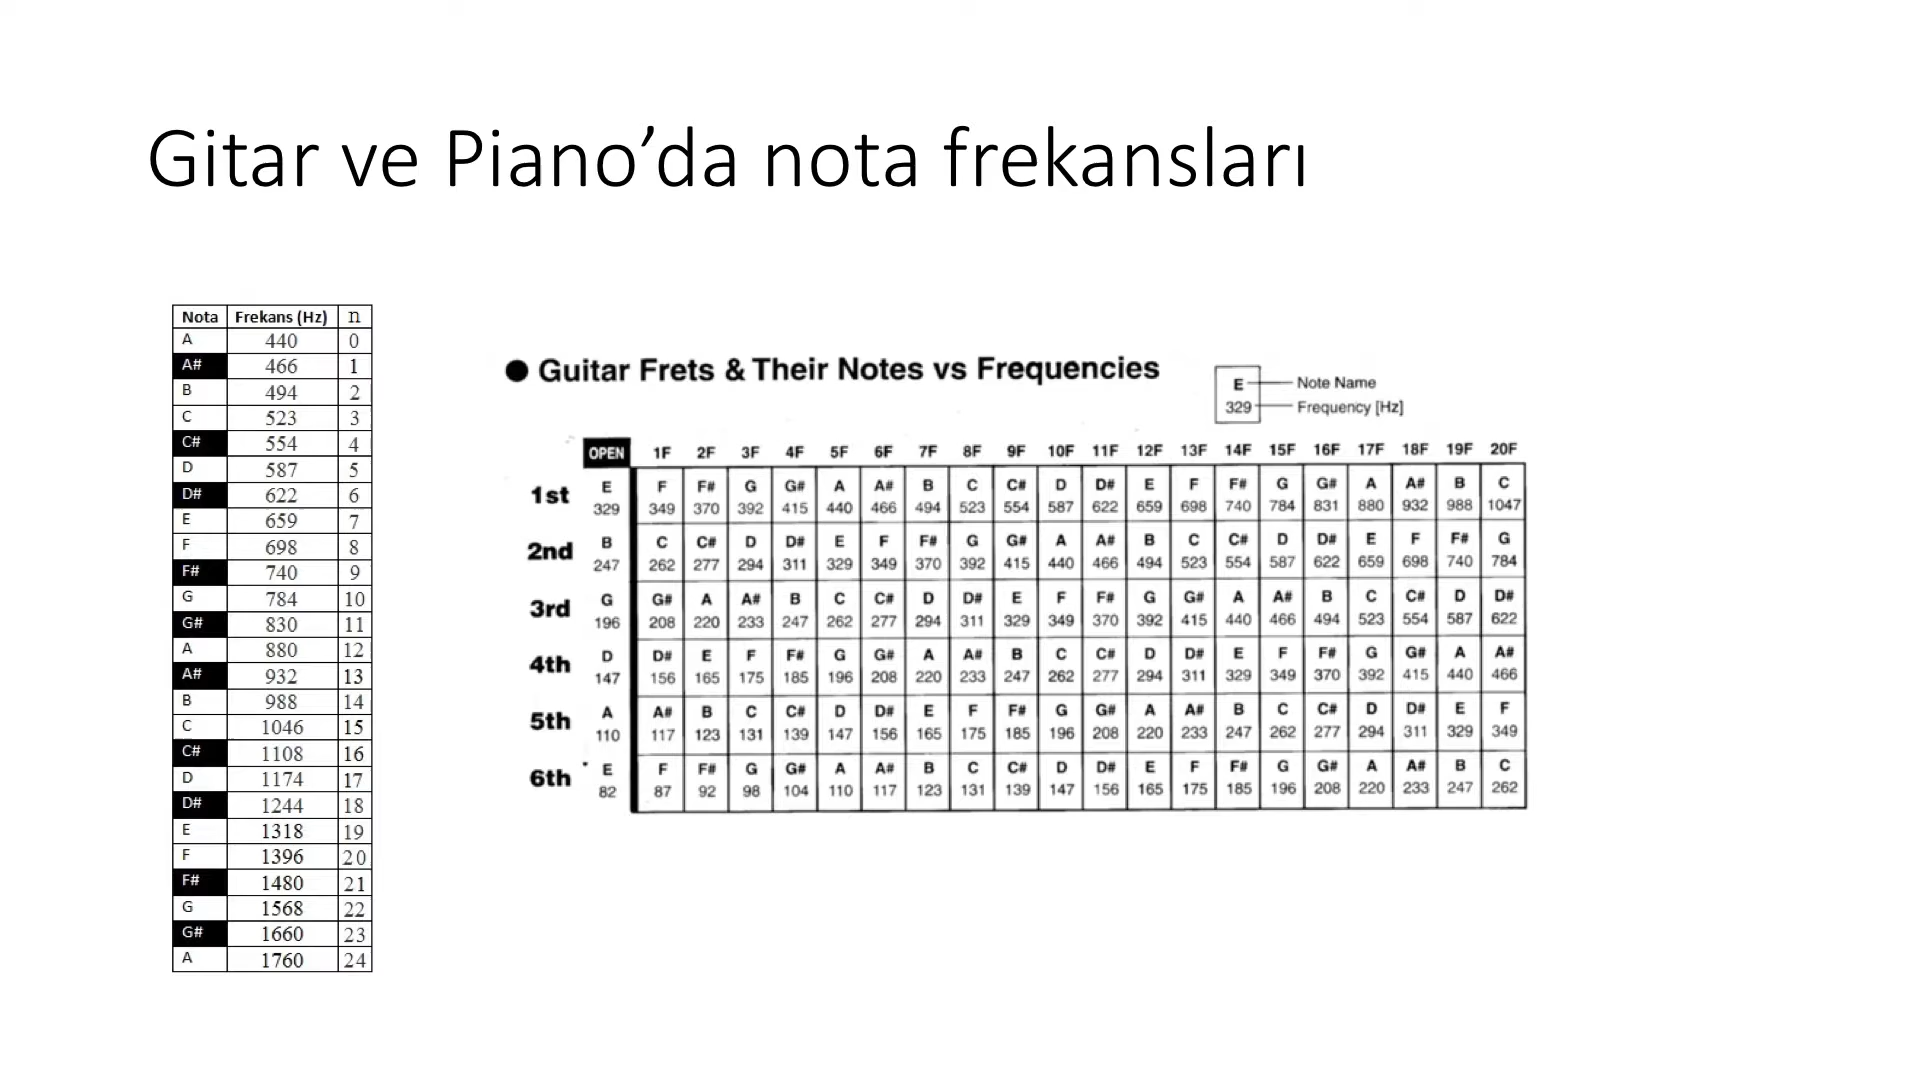 Gitar ve Piano’da nota frekansları
Nota Frekans (Hz) n
A 440 0
A# 466 1
B 494 2
C 523 3
C# 554 4
D 587 5
D# 622 6
E 659 7
F 698 8
F# 740 9
G 784 10
G# 830 11
A 880 12
A# 932 13
B 988 14
C 1046 15
C# 1108 16
D 1174 17
D# 1244 18
E 1318 19
F 1396 20
F# 1480 21
G 1568 22
G# 1660 23
A 1760 24
● Guitar Frets & Their Notes vs Frequencies
E Note Name
329 Frequency [Hz]
OPEN 1F 2F 3F 4F 5F 6F 7F 8F 9F 10F 11F 12F 13F 14F 15F 16F 17F 18F 19F 20F
1st E F F# G G# A A# B C C# D D# E F F# G G# A A# B C
329 349 370 392 415 440 466 494 523 554 587 622 659 698 740 784 831 880 932 988 1047
2nd B C C# D D# E F F# G G# A A# B C C# D D# E F F# G
247 262 277 294 311 329 349 370 392 415 440 466 494 523 554 587 622 659 698 740 784
3rd G G# A A# B C C# D D# E F F# G G# A A# B C C# D D#
196 208 220 233 247 262 277 294 311 329 349 370 392 415 440 466 494 523 554 587 622
4th D D# E F F# G G# A A# B C C# D D# E F F# G G# A A#
147 156 165 175 185 196 208 220 233 247 262 277 294 311 329 349 370 392 415 440 466
5th A A# B C C# D D# E F F# G G# A A# B C C# D D# E F
110 117 123 131 139 147 156 165 175 185 196 208 220 233 247 262 277 294 311 329 349
6th E F F# G G# A A# B C C# D D# E F F# G G# A A# B C
82 87 92 98 104 110 117 123 131 139 147 156 165 175 185 196 208 220 233 247 262